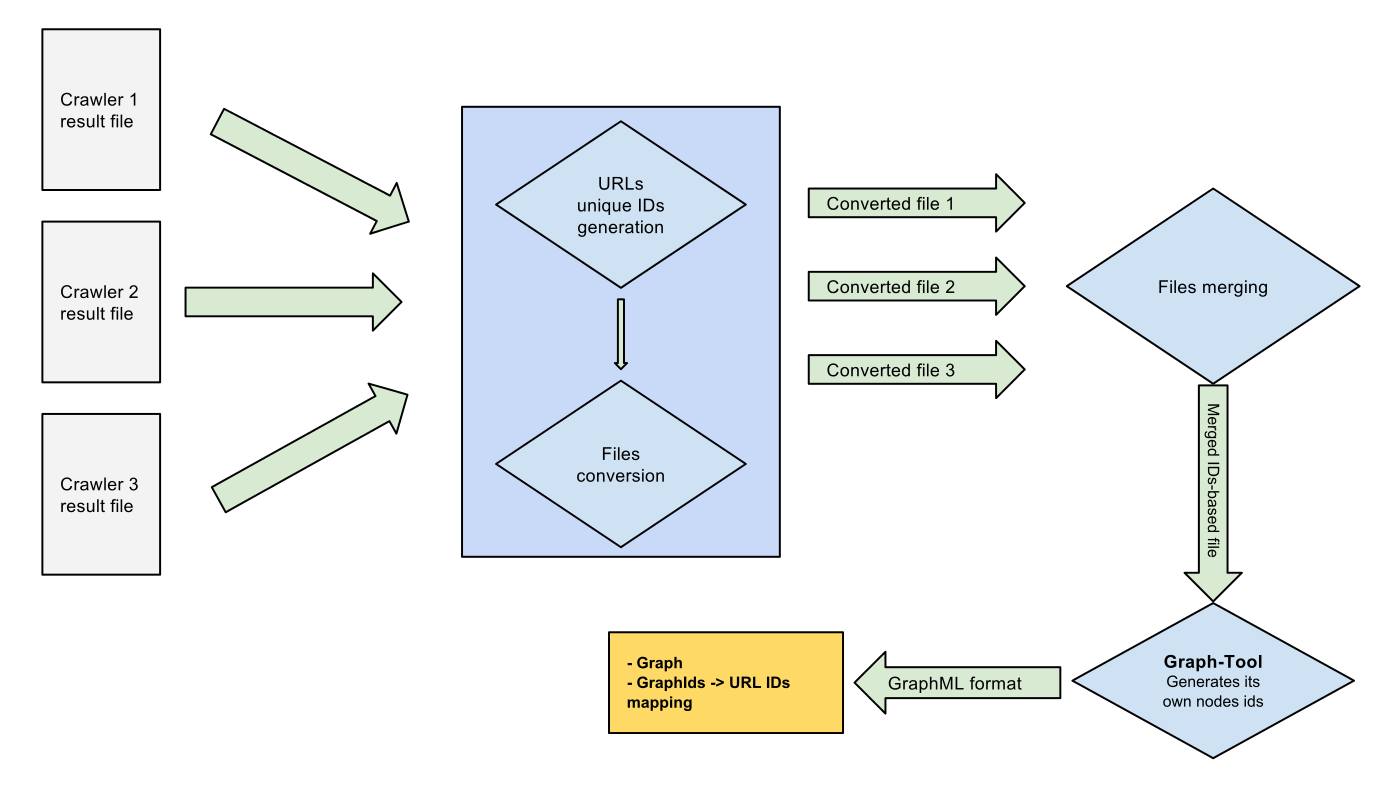 Crawler 1
result file
Crawler 2
result file
Crawler 3
result file
URLs
unique IDs
generation
Files
conversion
Converted file 1
Converted file 2
Converted file 3
Files merging
Merged IDs-based file
Graph-Tool
Generates its
own nodes ids
GraphML format
- Graph
- GraphIds -> URL IDs
mapping